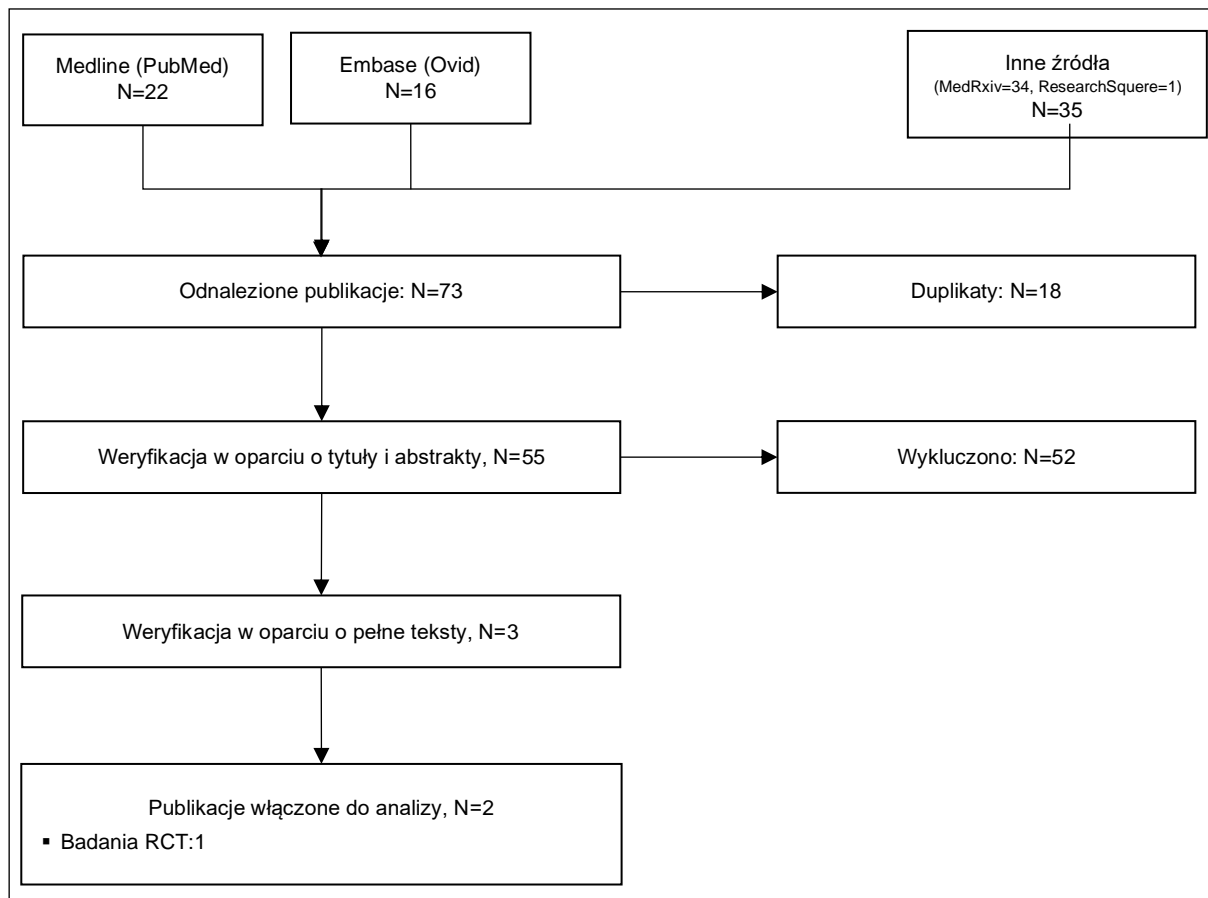 Medline (PubMed)
N=22
Embase (Ovid)
N=16
Inne źródła
(MedRxiv=34, ResearchSquere=1)
N=35
Odnalezione publikacje: N=73
Duplikaty: N=18
Weryfikacja w oparciu o tytuły i abstrakty, N=55
Wykluczono: N=52
Weryfikacja w oparciu o pełne teksty, N=3
Publikacje włączone do analizy, N=2
▪ Badania RCT:1